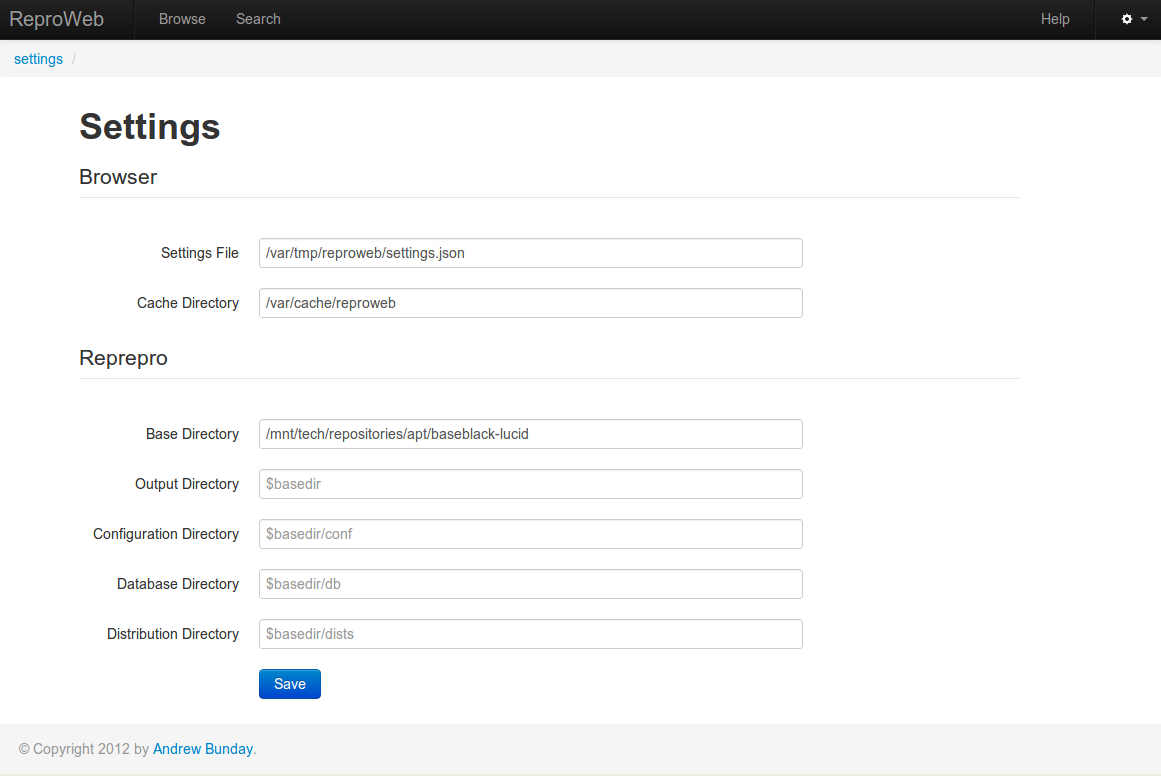 ReproWeb Browse Search Help
settings /
Settings
Browser
Settings File /var/tmp/reproweb/settings.json
Cache Directory /var/cache/reproweb
Reprepro
Base Directory /mnt/tech/repositories/apt/baseblack-lucid
Output Directory $basedir
Configuration Directory $basedir/conf
Database Directory $basedir/db
Distribution Directory $basedir/dists
Save
© Copyright 2012 by Andrew Bunday.